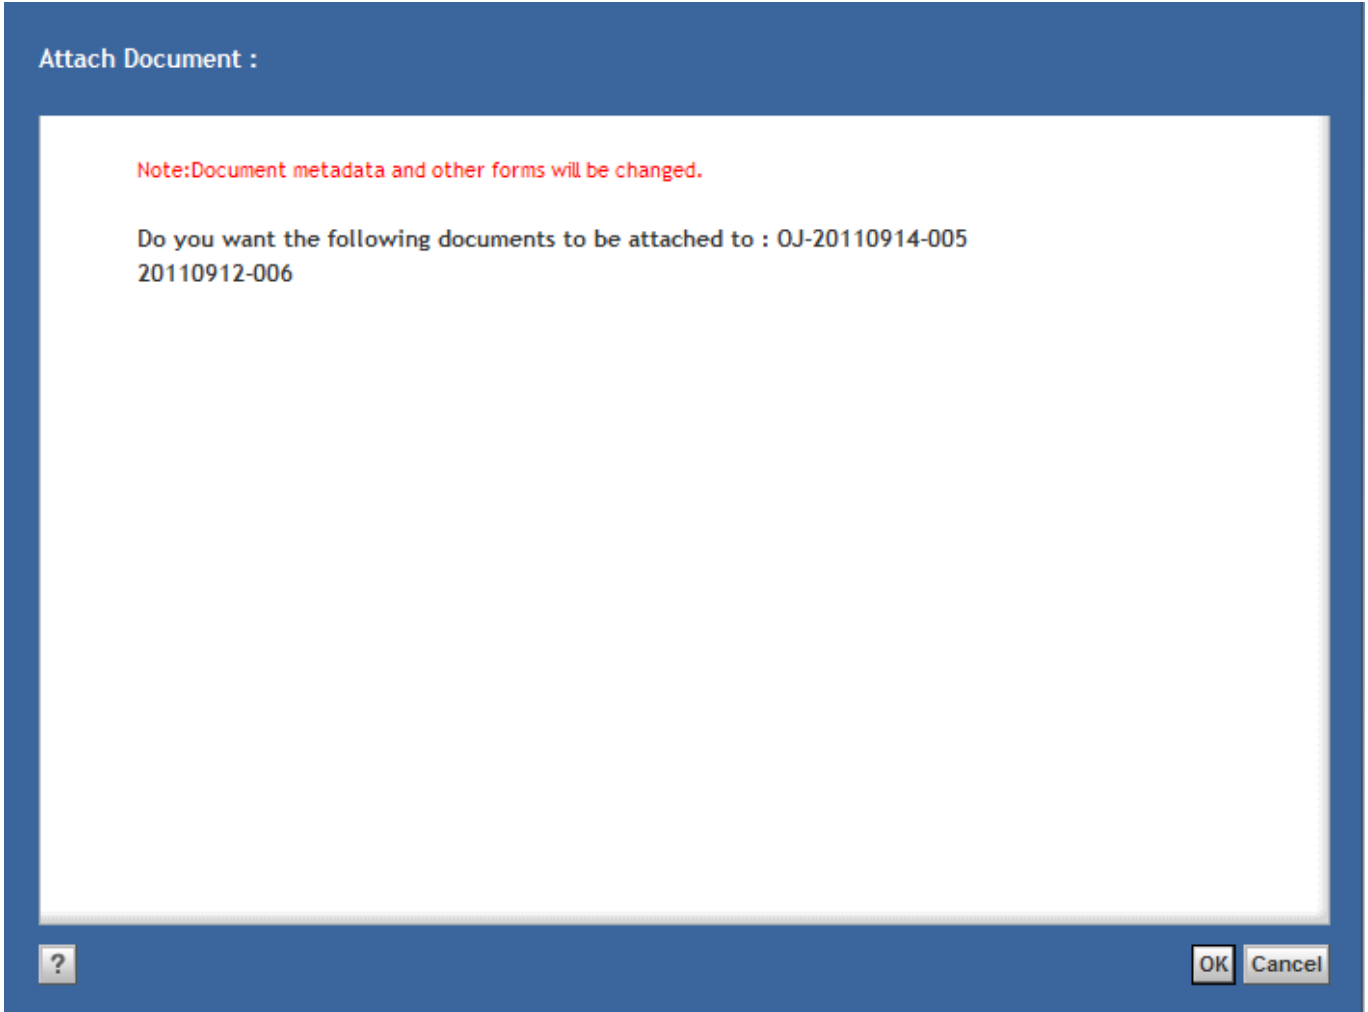 Attach Document :
Note:Document metadata and other forms will be changed.
Do you want the following documents to be attached to : OJ-20110914-005
20110912-006
?
OK Cancel